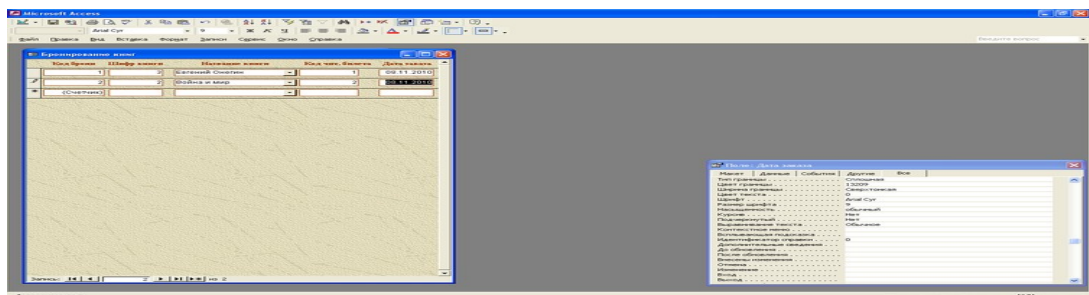 Microsoft Access
Arial Cyr 9 Ж К Ч
Файл Правка Вид Вставка Формат Записи Сервис Окно Справка Введите вопрос
Бронирование книг
Код брони Шифр книги Название книги Код чит. билета Дата заказа
1 2 Евгений Онегин 1 09.11.2010
2 2 Война и мир 2 09.11.2010
(Счетчик)
Запись: 2 из 2
Поле: Дата заказа
Макет Данные События Другие Все
Тип границы Сплошная
Цвет границы 13209
Ширина границы Сверхтонкая
Цвет текста 0
Шрифт Arial Cyr
Размер шрифта 9
Насыщенность обычный
Курсив Нет
Подчеркнутый Нет
Выравнивание текста Обычное
Контекстное меню
Всплывающая подсказка
Идентификатор справки 0
Дополнительные сведения
До обновления
После обновления
Внесены изменения
Отмена
Изменение
Вход
Выход